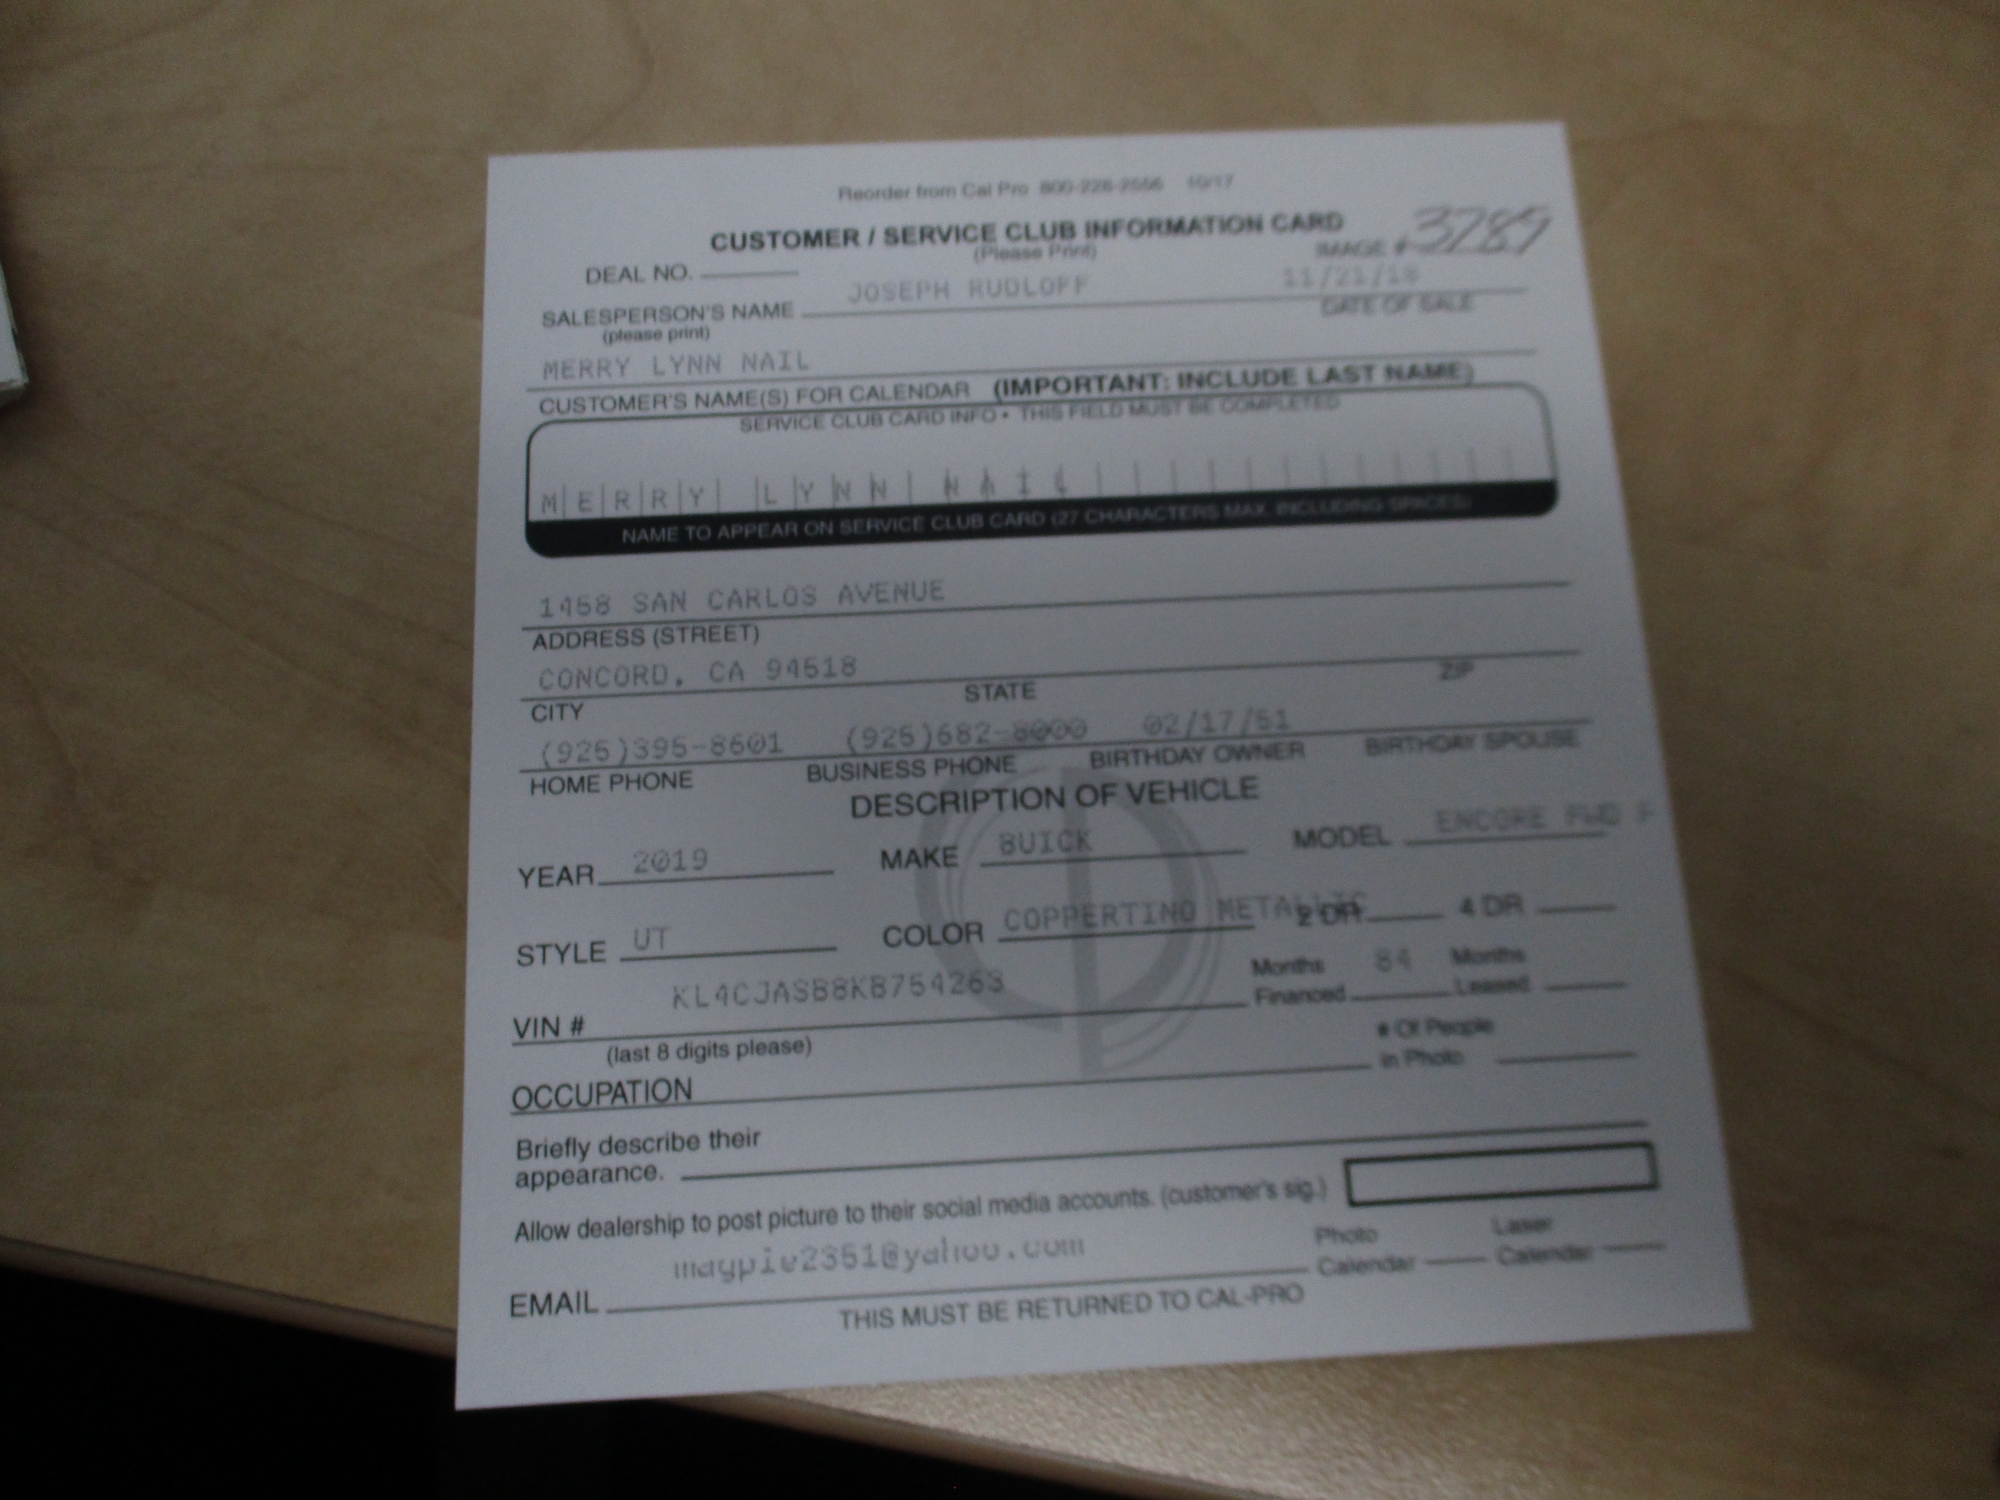 Reorder from Cal Pro 800-228-2556 10/17
CUSTOMER / SERVICE CLUB INFORMATION CARD
(Please Print) IMAGE # 3789
DEAL NO.
JOSEPH RUDLOFF 11/21/18
SALESPERSON'S NAME DATE OF SALE
(please print)
MERRY LYNN NAIL
CUSTOMER'S NAME(S) FOR CALENDAR (IMPORTANT: INCLUDE LAST NAME)
SERVICE CLUB CARD INFO • THIS FIELD MUST BE COMPLETED
MERRY LYNN NAIL
NAME TO APPEAR ON SERVICE CLUB CARD (27 CHARACTERS MAX. INCLUDING SPACES)
1458 SAN CARLOS AVENUE
ADDRESS (STREET)
CONCORD, CA 94518
CITY STATE ZIP
(925)395-8601 (925)682-8000 02/17/51
HOME PHONE BUSINESS PHONE BIRTHDAY OWNER BIRTHDAY SPOUSE
DESCRIPTION OF VEHICLE
YEAR 2019 MAKE BUICK MODEL ENCORE FWD
STYLE UT COLOR COPPERTINO METALLIC 2 DR 4 DR
VIN # KL4CJASB8KB754263 Months Financed 84 Months Leased
(last 8 digits please)
OCCUPATION # Of People in Photo
Briefly describe their
appearance.
Allow dealership to post picture to their social media accounts. (customer's sig.)
EMAIL Photo Calendar Laser Calendar
THIS MUST BE RETURNED TO CAL-PRO